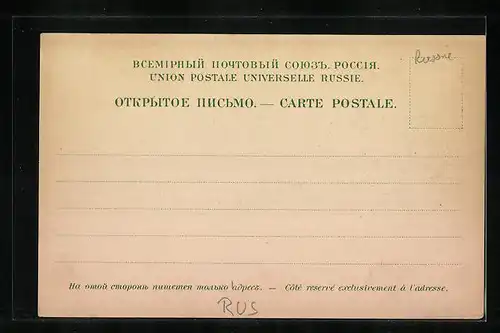 ВСЕМІРНЫЙ ПОЧТОВЫЙ СОЮЗЪ. РОССІЯ.
UNION POSTALE UNIVERSELLE RUSSIE.
ОТКРЫТОЕ ПИСЬМО. — CARTE POSTALE.
Russie
На этой сторонѣ пишется только адресъ. — Côté réservé exclusivement à l'adresse.
RUS